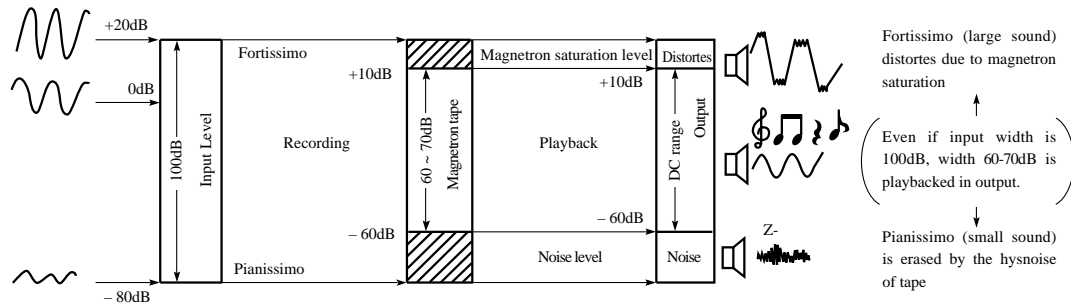 +20dB
0dB
– 80dB
100dB
Input Level
Fortissimo
Recording
Pianissimo
+10dB
– 60dB
60 ~ 70dB
Magnetron tape
Magnetron saturation level
+10dB
Playback
– 60dB
Noise level
Distortes
DC range
Output
Noise
Z-
Fortissimo (large sound)
distortes due to magnetron
saturation
Even if input width is
100dB, width 60-70dB is
playbacked in output.
Pianissimo (small sound)
is erased by the hysnoise
of tape